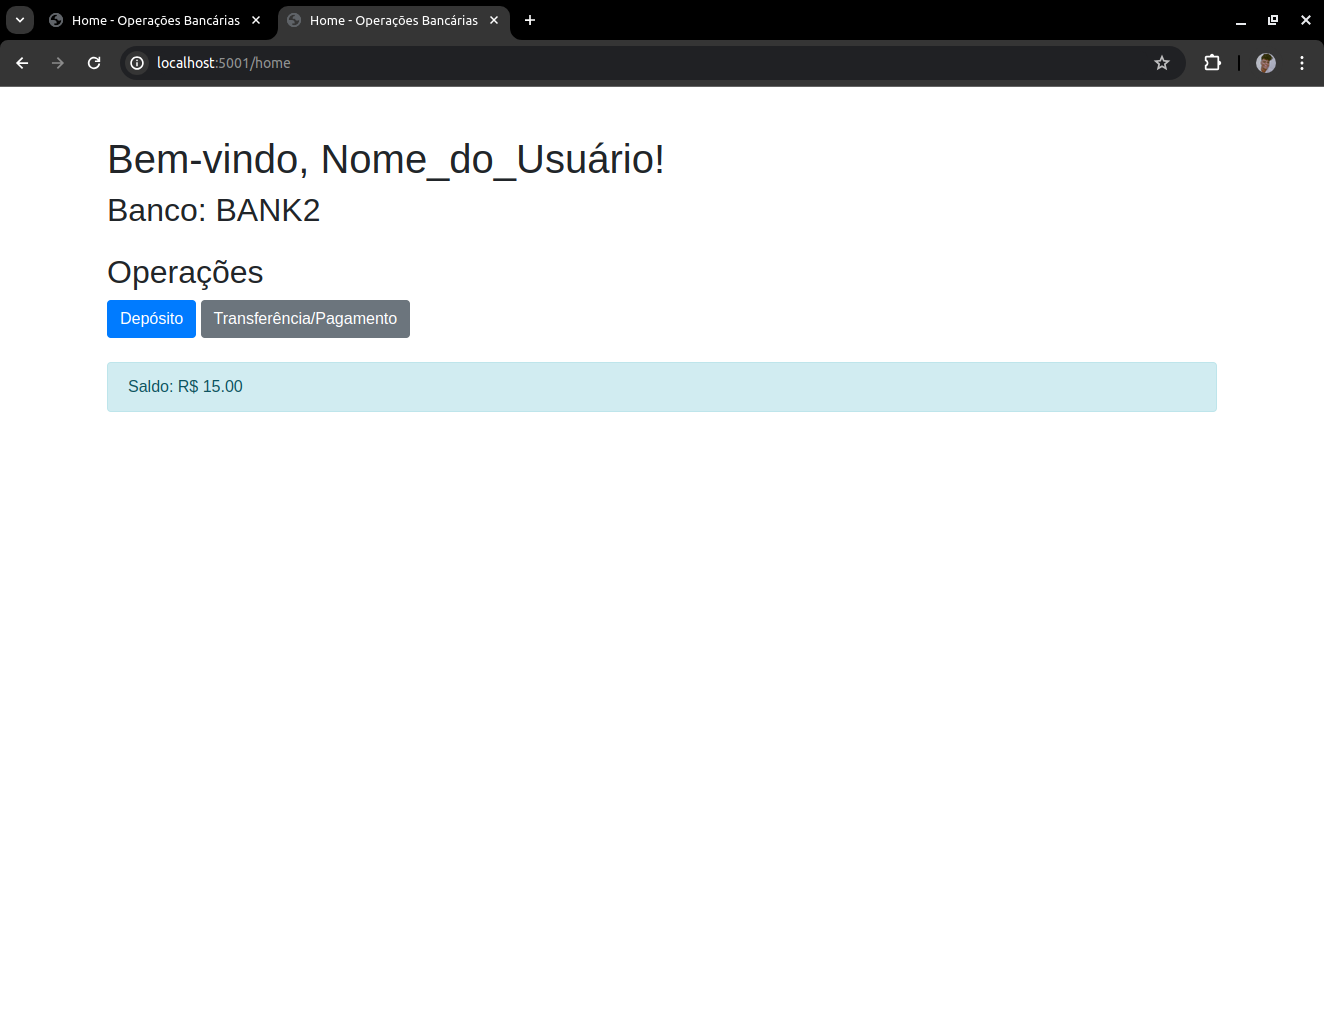 Home - Operações Bancárias
Home - Operações Bancárias
localhost:5001/home
Bem-vindo, Nome_do_Usuário!
Banco: BANK2
Operações
Depósito Transferência/Pagamento
Saldo: R$ 15.00